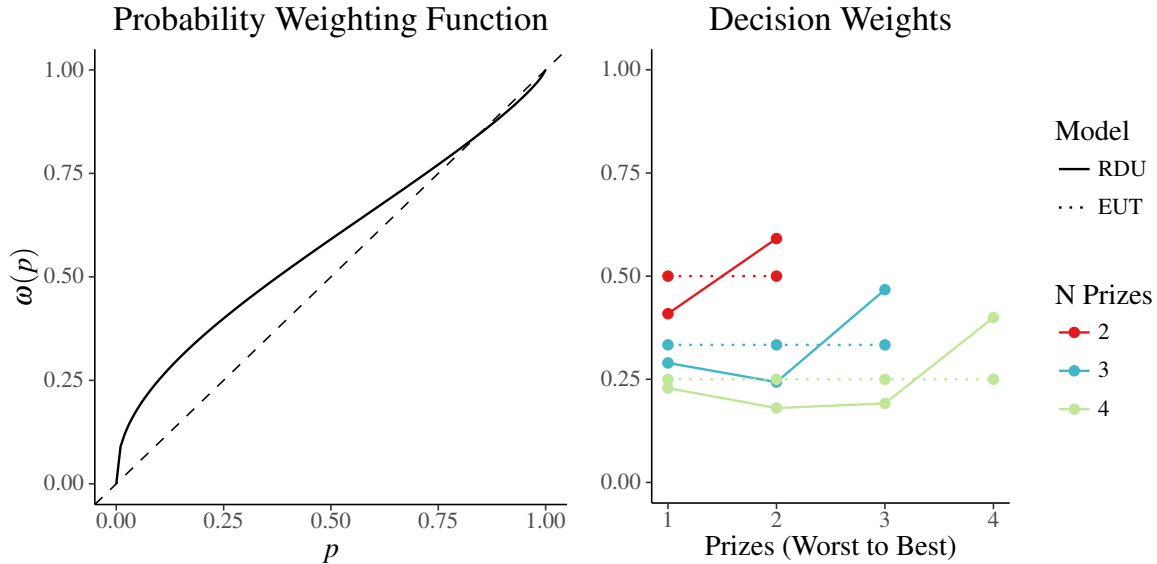 Probability Weighting Function
1.00
0.75
0.50
0.25
0.00
ω(p)
0.00 0.25 0.50 0.75 1.00
p
Decision Weights
1.00
0.75
0.50
0.25
0.00
1 2 3 4
Prizes (Worst to Best)
Model
RDU
EUT
N Prizes
2
3
4